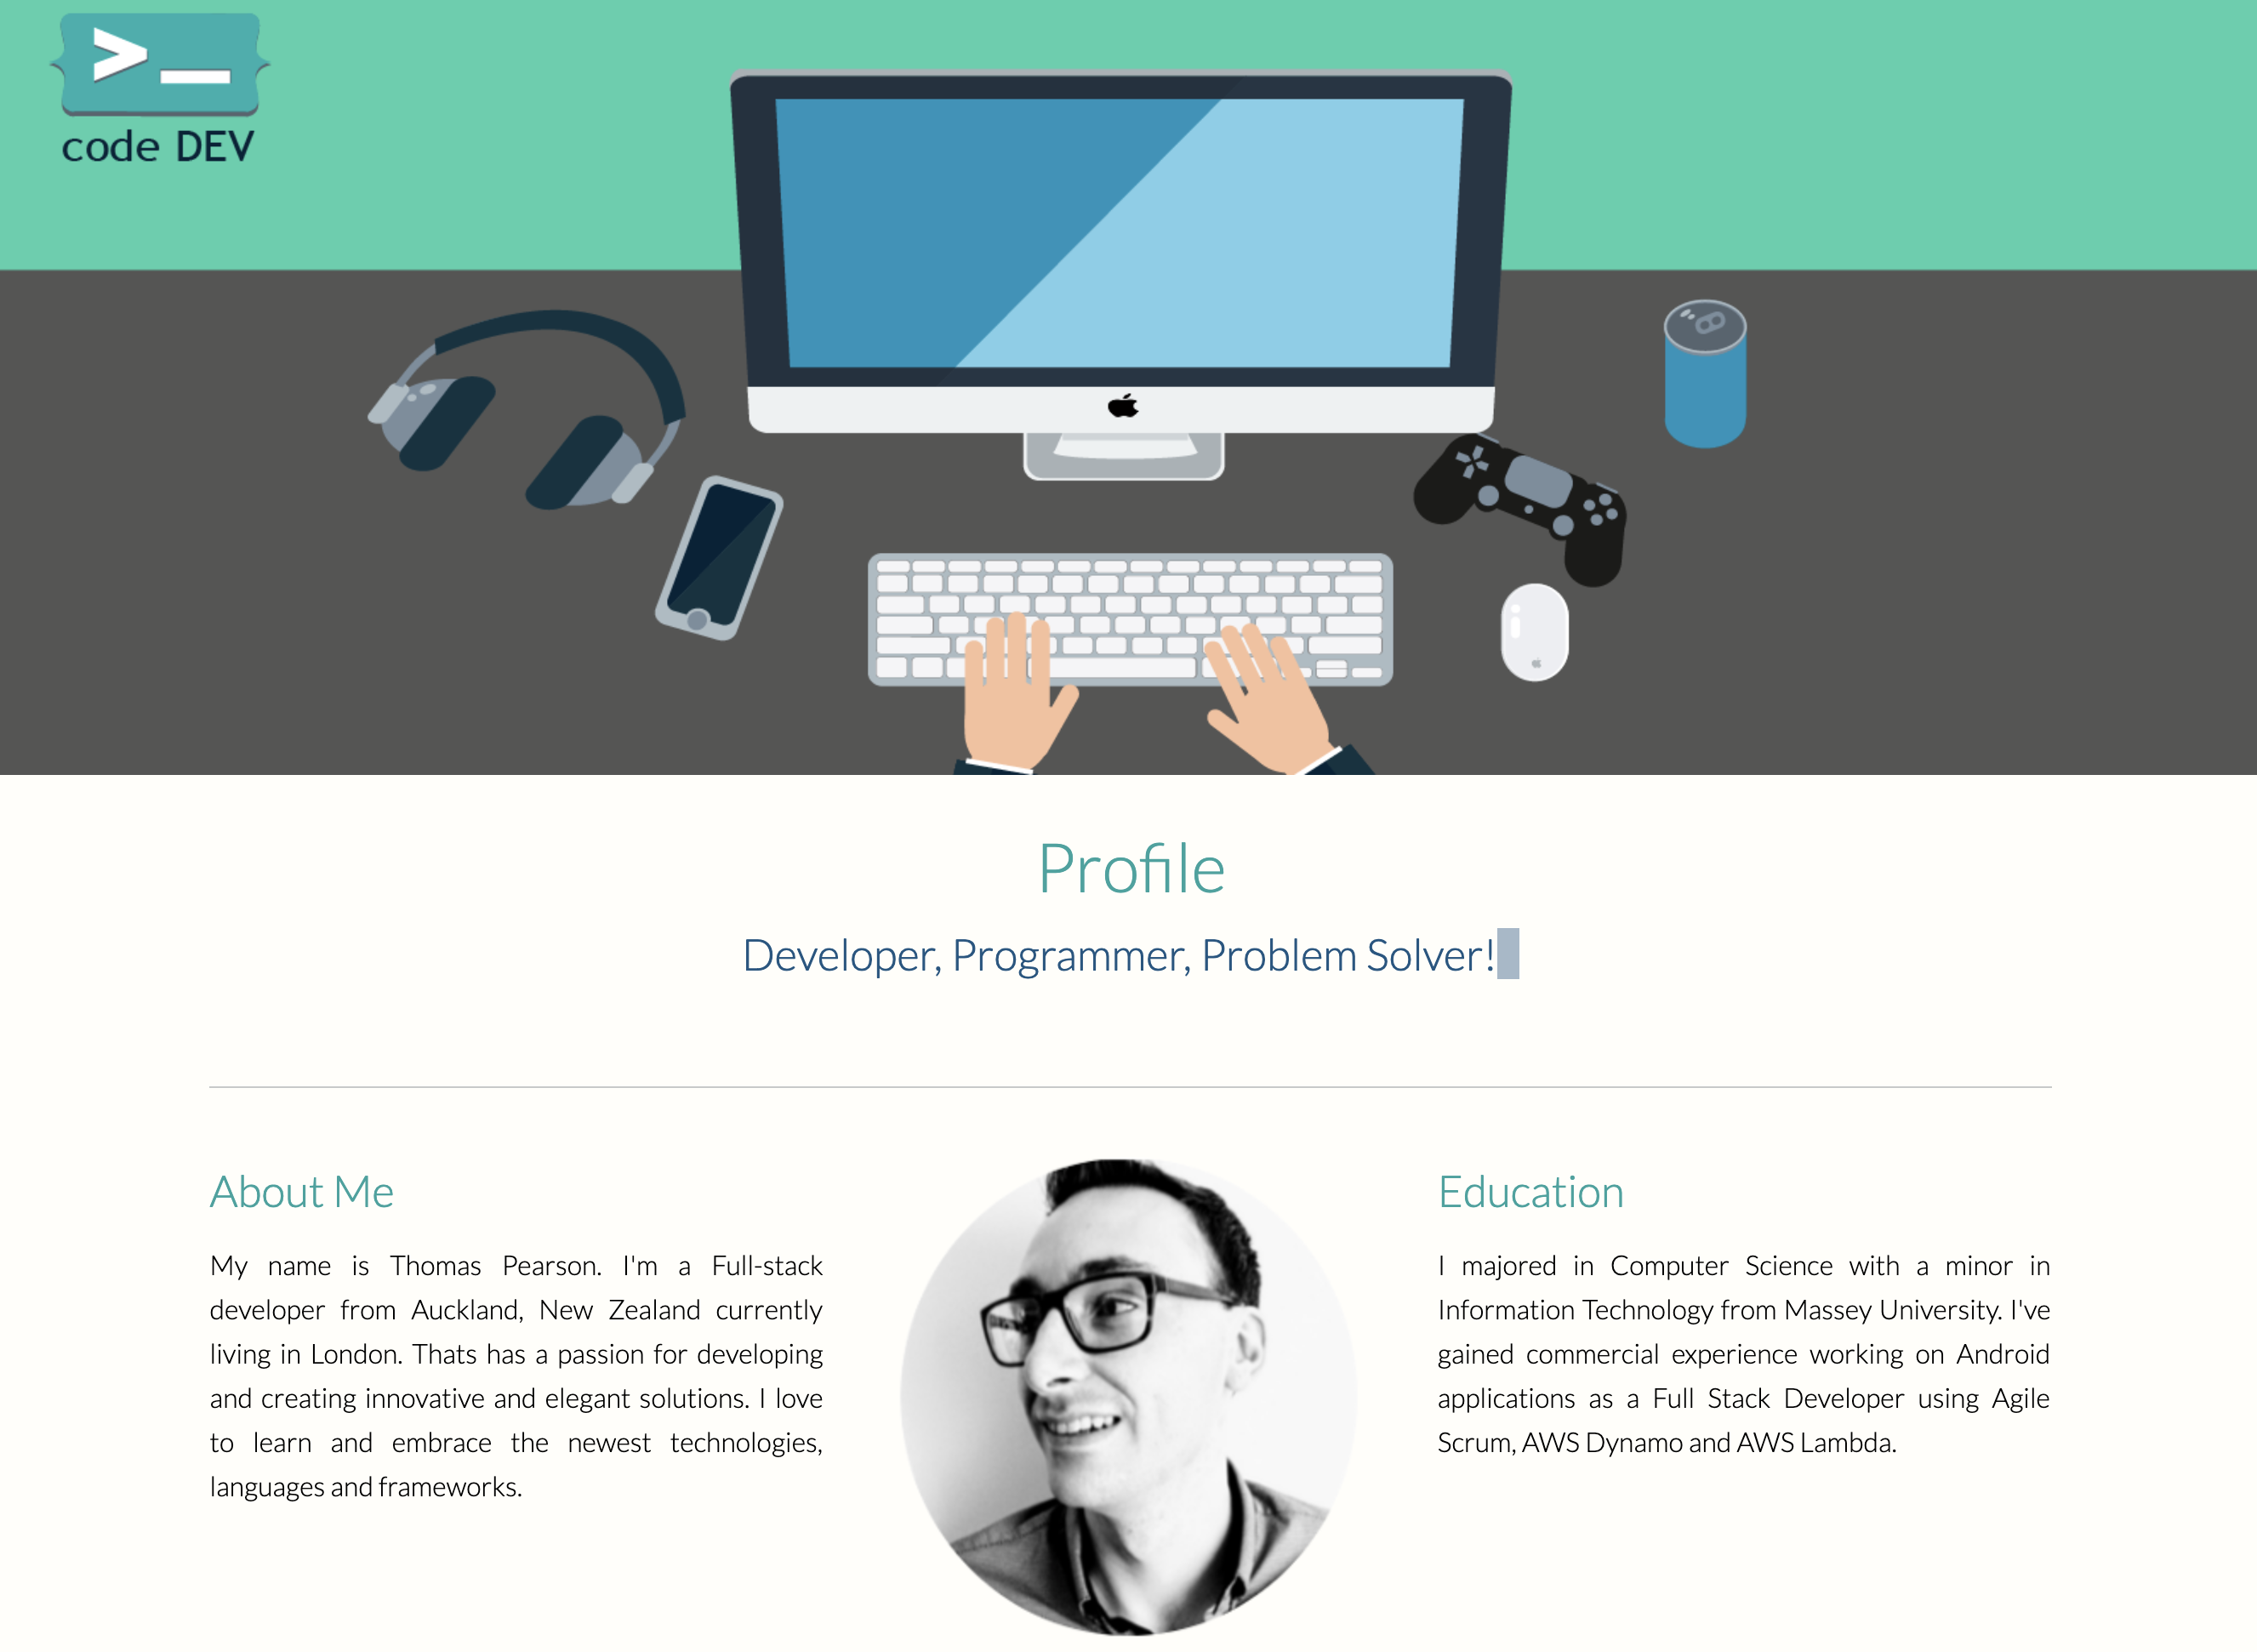 >_
code DEV
Profile
Developer, Programmer, Problem Solver!
About Me
My name is Thomas Pearson. I'm a Full-stack
developer from Auckland, New Zealand currently
living in London. Thats has a passion for developing
and creating innovative and elegant solutions. I love
to learn and embrace the newest technologies,
languages and frameworks.
Education
I majored in Computer Science with a minor in
Information Technology from Massey University. I've
gained commercial experience working on Android
applications as a Full Stack Developer using Agile
Scrum, AWS Dynamo and AWS Lambda.